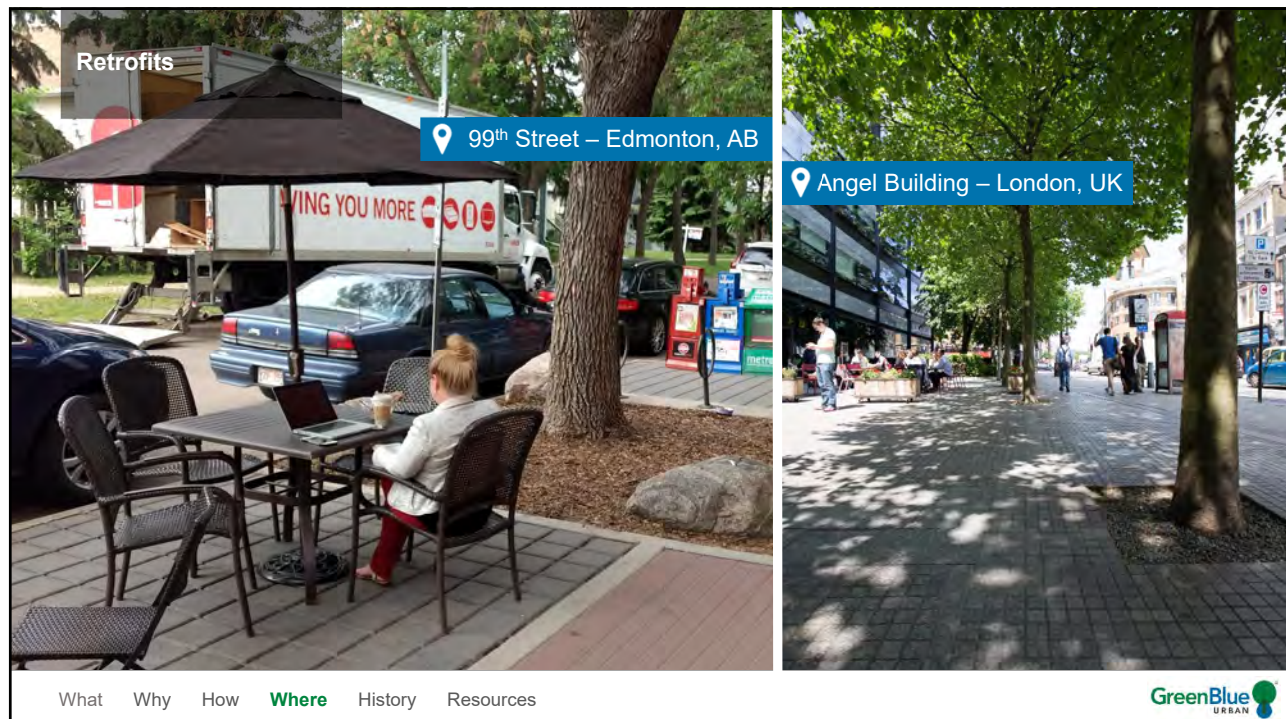 Retrofits
99th Street – Edmonton, AB
Angel Building – London, UK
VING YOU MORE
metro
P
What Why How Where History Resources
GreenBlue
URBAN